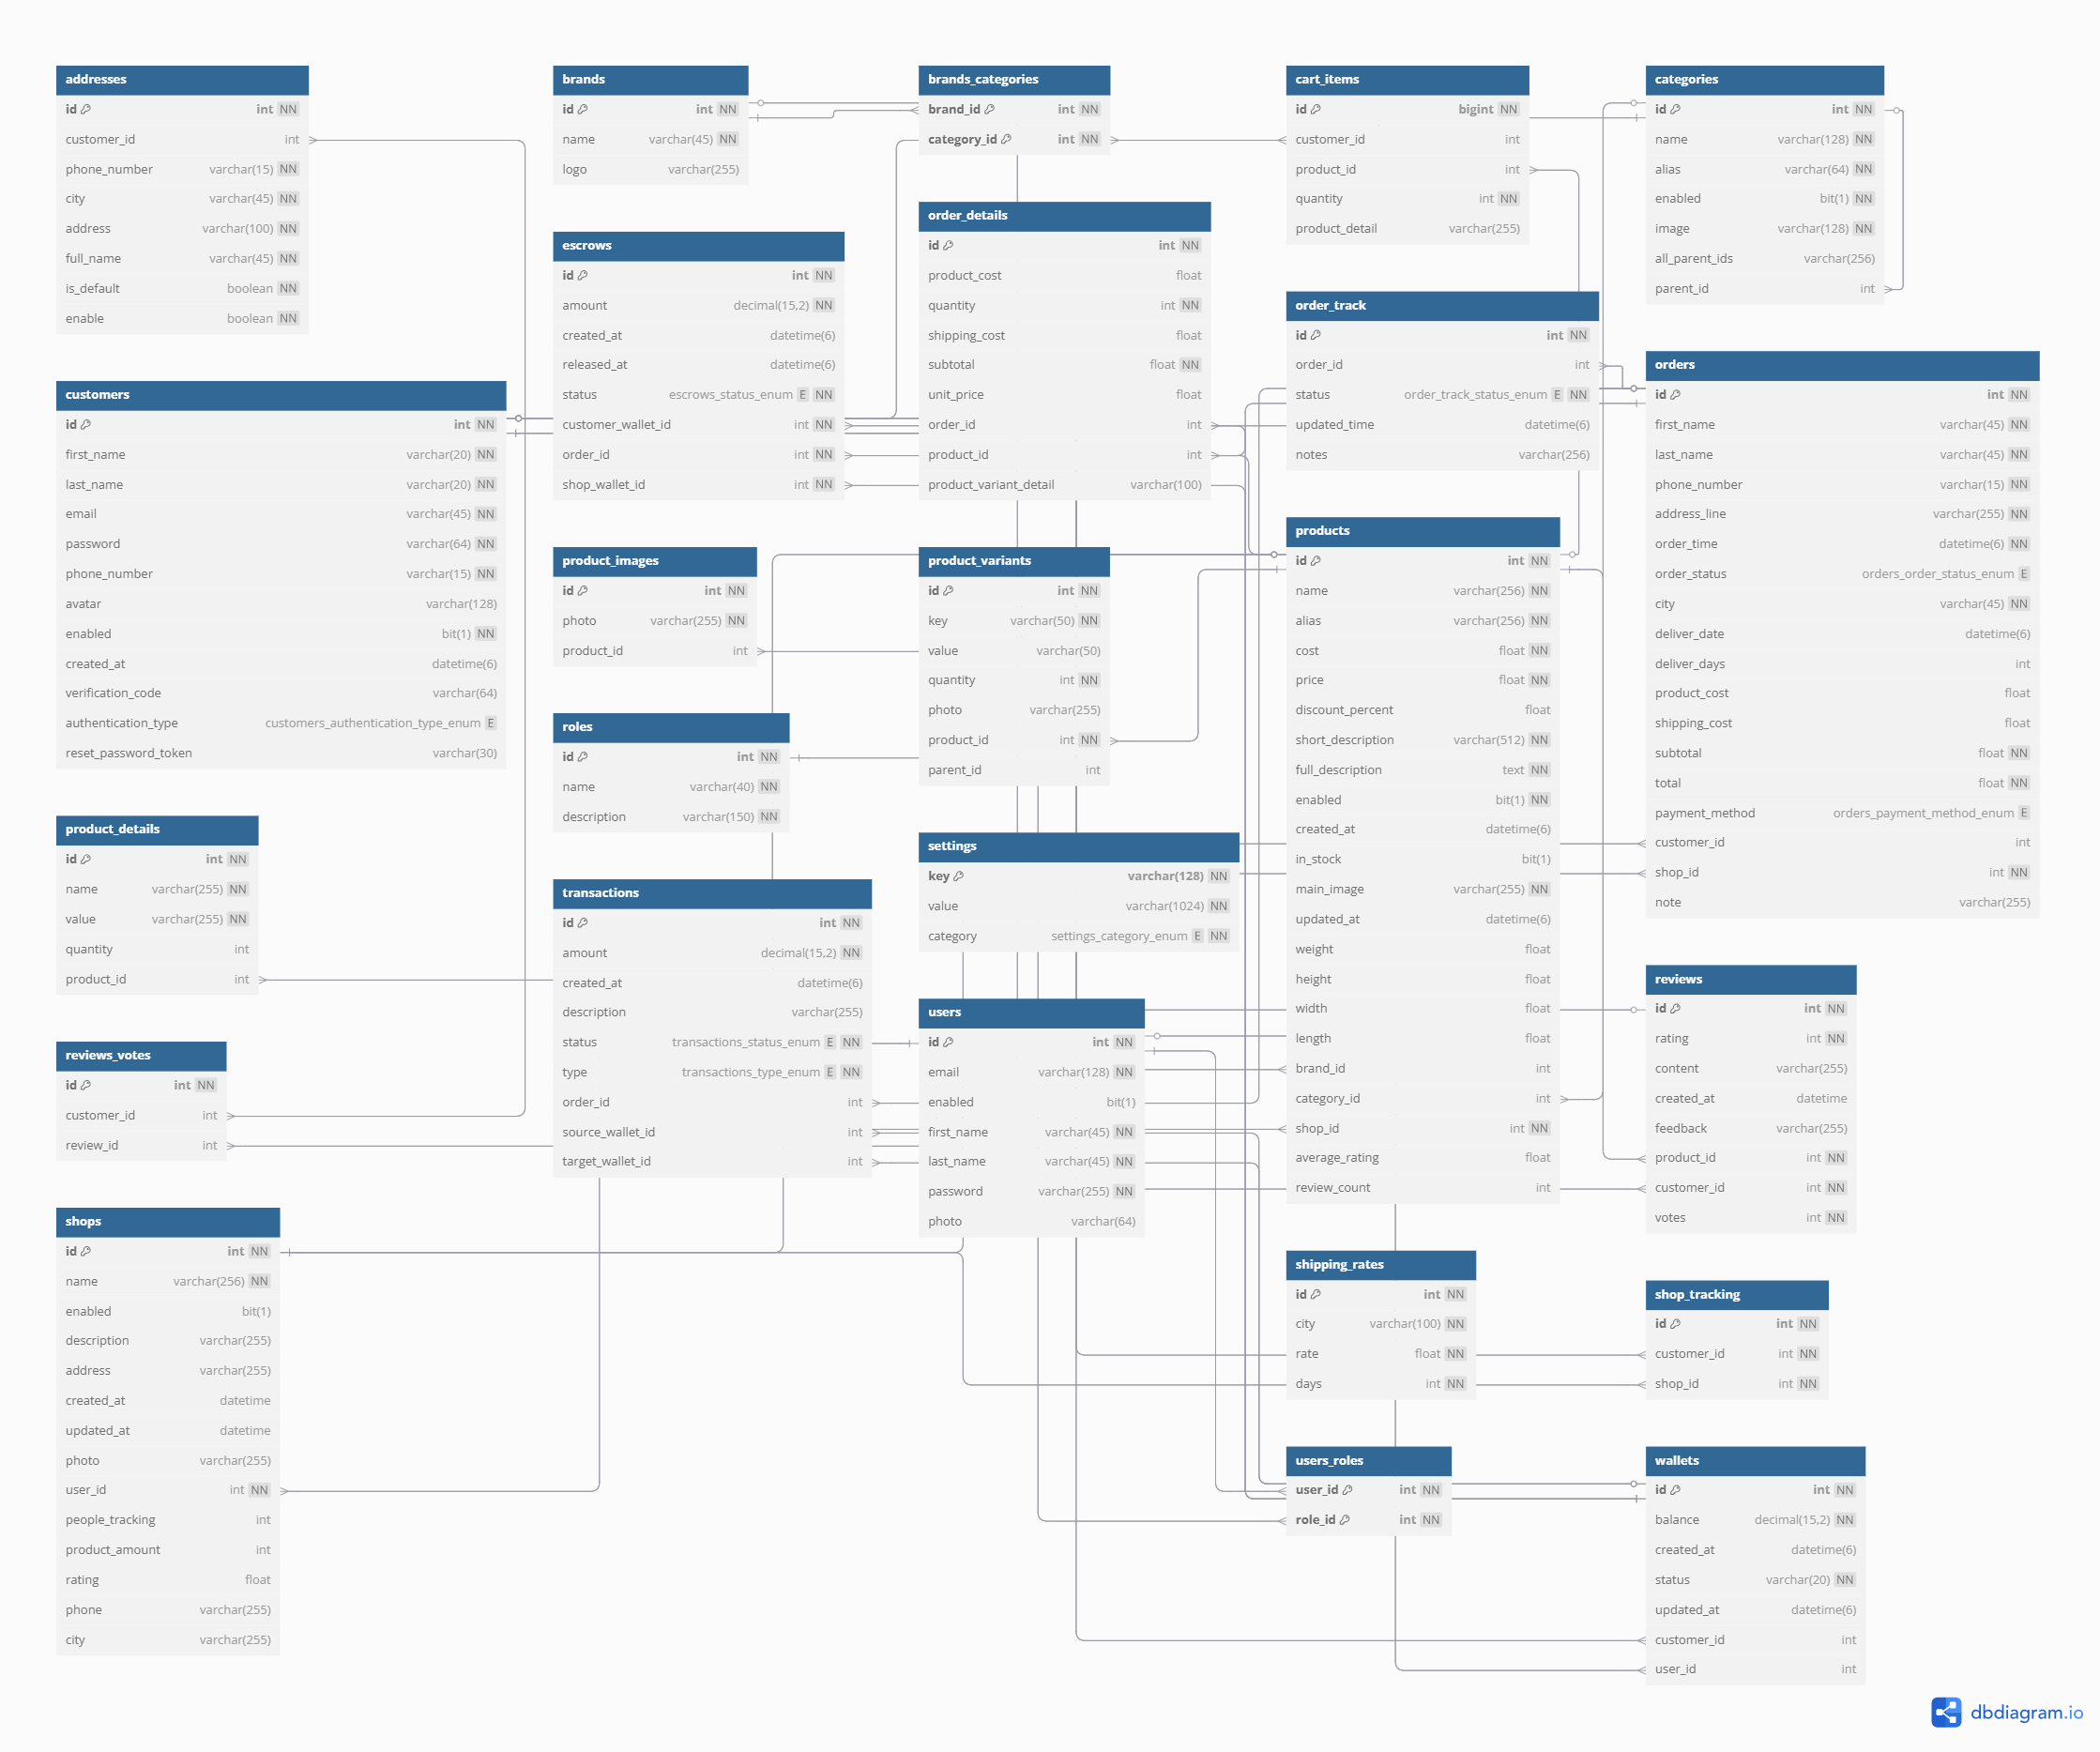 addresses
id int NN
customer_id int
phone_number varchar(15) NN
city varchar(45) NN
address varchar(100) NN
full_name varchar(45) NN
is_default boolean NN
enable boolean NN
customers
id int NN
first_name varchar(20) NN
last_name varchar(20) NN
email varchar(45) NN
password varchar(64) NN
phone_number varchar(15) NN
avatar varchar(128)
enabled bit(1) NN
created_at datetime(6)
verification_code varchar(64)
authentication_type customers_authentication_type_enum E
reset_password_token varchar(30)
product_details
id int NN
name varchar(255) NN
value varchar(255) NN
quantity int
product_id int
reviews_votes
id int NN
customer_id int
review_id int
shops
id int NN
name varchar(256) NN
enabled bit(1)
description varchar(255)
address varchar(255)
created_at datetime
updated_at datetime
photo varchar(255)
user_id int NN
people_tracking int
product_amount int
rating float
phone varchar(255)
city varchar(255)
brands
id int NN
name varchar(45) NN
logo varchar(255)
escrows
id int NN
amount decimal(15,2) NN
created_at datetime(6)
released_at datetime(6)
status escrows_status_enum E NN
customer_wallet_id int NN
order_id int NN
shop_wallet_id int NN
product_images
id int NN
photo varchar(255) NN
product_id int
roles
id int NN
name varchar(40) NN
description varchar(150) NN
transactions
id int NN
amount decimal(15,2) NN
created_at datetime(6)
description varchar(255)
status transactions_status_enum E NN
type transactions_type_enum E NN
order_id int
source_wallet_id int
target_wallet_id int
brands_categories
brand_id int NN
category_id int NN
order_details
id int NN
product_cost float
quantity int NN
shipping_cost float
subtotal float NN
unit_price float
order_id int
product_id int
product_variant_detail varchar(100)
product_variants
id int NN
key varchar(50) NN
value varchar(50)
quantity int NN
photo varchar(255)
product_id int NN
parent_id int
settings
key varchar(128) NN
value varchar(1024) NN
category settings_category_enum E NN
users
id int NN
email varchar(128) NN
enabled bit(1)
first_name varchar(45) NN
last_name varchar(45) NN
password varchar(255) NN
photo varchar(64)
cart_items
id bigint NN
customer_id int
product_id int
quantity int NN
product_detail varchar(255)
order_track
id int NN
order_id int
status order_track_status_enum E NN
updated_time datetime(6)
notes varchar(256)
products
id int NN
name varchar(256) NN
alias varchar(256) NN
cost float NN
price float NN
discount_percent float
short_description varchar(512) NN
full_description text NN
enabled bit(1) NN
created_at datetime(6)
in_stock bit(1)
main_image varchar(255) NN
updated_at datetime(6)
weight float
height float
width float
length float
brand_id int
category_id int
shop_id int NN
average_rating float
review_count int
shipping_rates
id int NN
city varchar(100) NN
rate float NN
days int NN
users_roles
user_id int NN
role_id int NN
categories
id int NN
name varchar(128) NN
alias varchar(64) NN
enabled bit(1) NN
image varchar(128) NN
all_parent_ids varchar(256)
parent_id int
orders
id int NN
first_name varchar(45) NN
last_name varchar(45) NN
phone_number varchar(15) NN
address_line varchar(255) NN
order_time datetime(6) NN
order_status orders_order_status_enum E
city varchar(45) NN
deliver_date datetime(6)
deliver_days int
product_cost float
shipping_cost float
subtotal float NN
total float NN
payment_method orders_payment_method_enum E
customer_id int
shop_id int NN
note varchar(255)
reviews
id int NN
rating int NN
content varchar(255)
created_at datetime
feedback varchar(255)
product_id int NN
customer_id int NN
votes int NN
shop_tracking
id int NN
customer_id int NN
shop_id int NN
wallets
id int NN
balance decimal(15,2) NN
created_at datetime(6)
status varchar(20) NN
updated_at datetime(6)
customer_id int
user_id int
dbdiagram.io